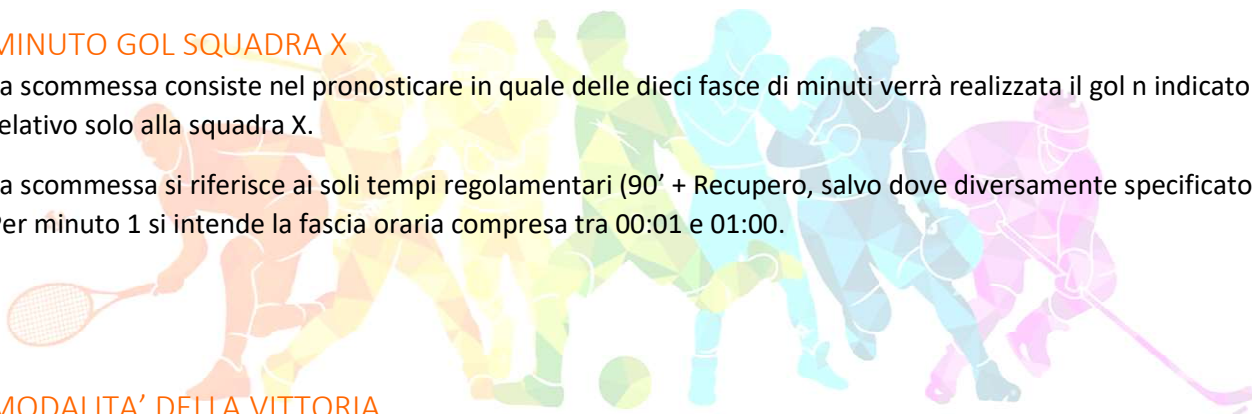 MINUTO GOL SQUADRA X
a scommessa consiste nel pronosticare in quale delle dieci fasce di minuti verrà realizzata il gol n indicato
relativo solo alla squadra X.
a scommessa si riferisce ai soli tempi regolamentari (90’ + Recupero, salvo dove diversamente specificato
Per minuto 1 si intende la fascia oraria compresa tra 00:01 e 01:00.
MODALITA’ DELLA VITTORIA